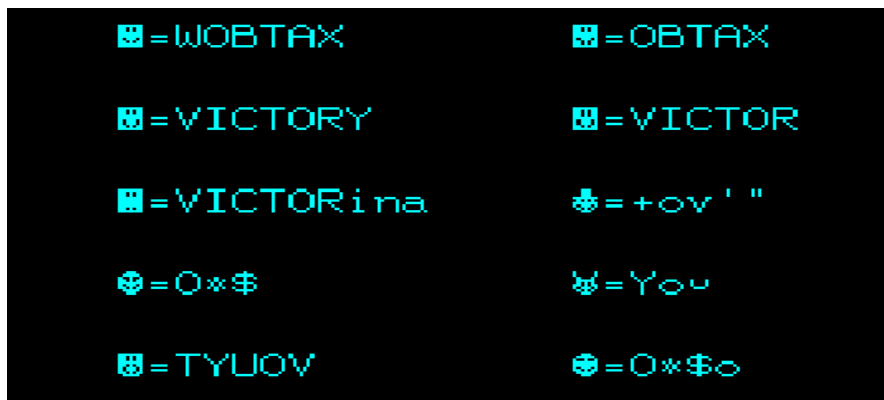 =WOBTAX =OBTAX
=VICTORY =VICTOR
=VICTORina =+ov'"
=O*$ =You
=TYUOV =O*$o